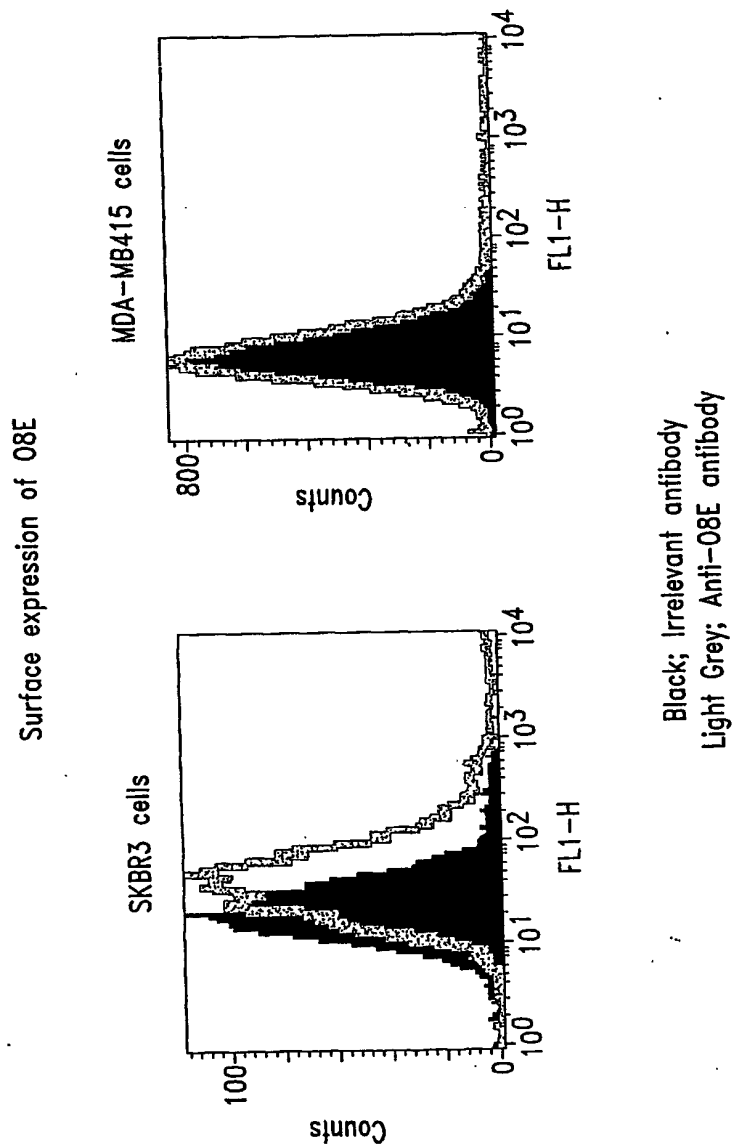 Surface expression of O8E
SKBR3 cells
Counts
100
0
10^0
10^1
10^2
10^3
10^4
FL1-H
MDA-MB415 cells
Counts
800
0
10^0
10^1
10^2
10^3
10^4
FL1-H
Black; Irrelevant antibody
Light Grey; Anti-O8E antibody